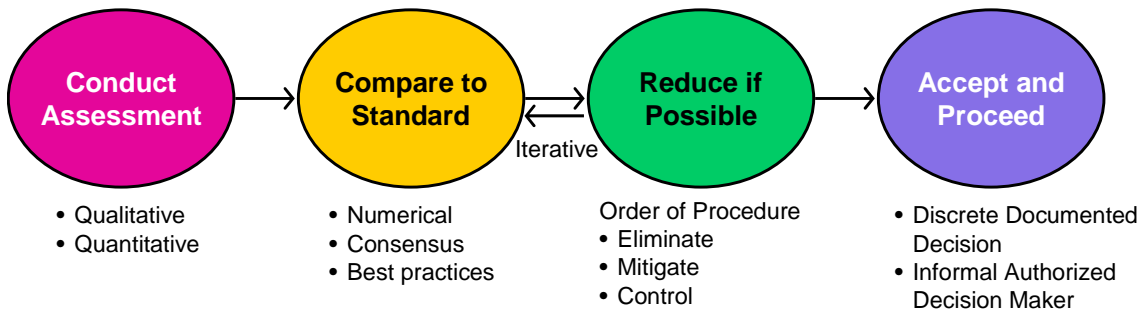 Conduct
Assessment
Compare to
Standard
Reduce if
Possible
Accept and
Proceed
Iterative
• Qualitative
• Quantitative
• Numerical
• Consensus
• Best practices
Order of Procedure
• Eliminate
• Mitigate
• Control
• Discrete Documented
Decision
• Informal Authorized
Decision Maker